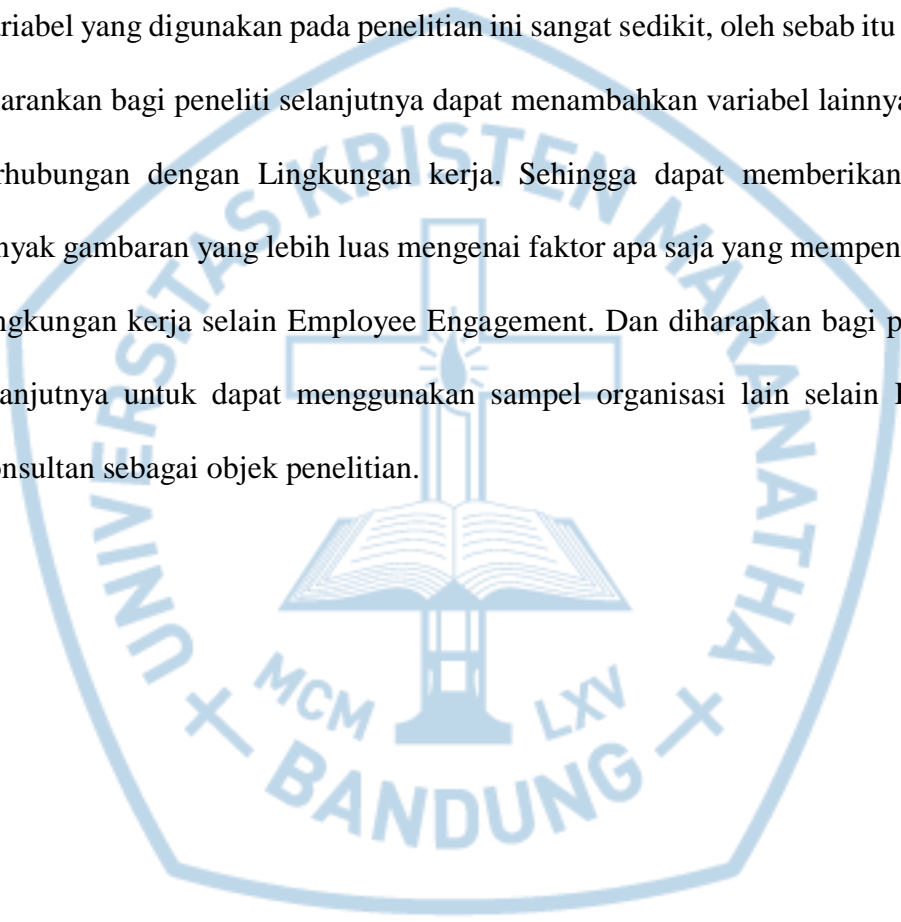 riabel yang digunakan pada penelitian ini sangat sedikit, oleh sebab itu
arankan bagi peneliti selanjutnya dapat menambahkan variabel lainnya
rhubungan dengan Lingkungan kerja. Sehingga dapat memberikan
nyak gambaran yang lebih luas mengenai faktor apa saja yang mempen
ngkungan kerja selain Employee Engagement. Dan diharapkan bagi p
anjutnya untuk dapat menggunakan sampel organisasi lain selain
onsultan sebagai objek penelitian.
UNIVERSITAS KRISTEN MARANATHA
MCM LXV
BANDUNG